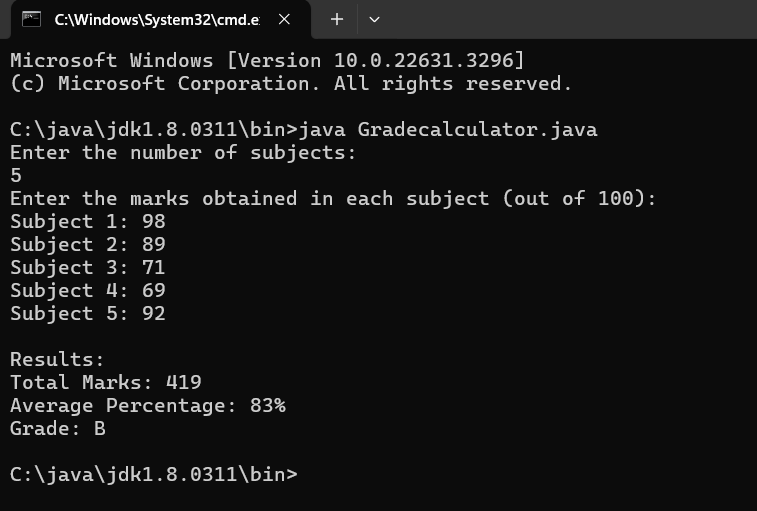 C:\Windows\System32\cmd.e
Microsoft Windows [Version 10.0.22631.3296]
(c) Microsoft Corporation. All rights reserved.
C:\java\jdk1.8.0311\bin>java Gradecalculator.java
Enter the number of subjects:
5
Enter the marks obtained in each subject (out of 100):
Subject 1: 98
Subject 2: 89
Subject 3: 71
Subject 4: 69
Subject 5: 92
Results:
Total Marks: 419
Average Percentage: 83%
Grade: B
C:\java\jdk1.8.0311\bin>